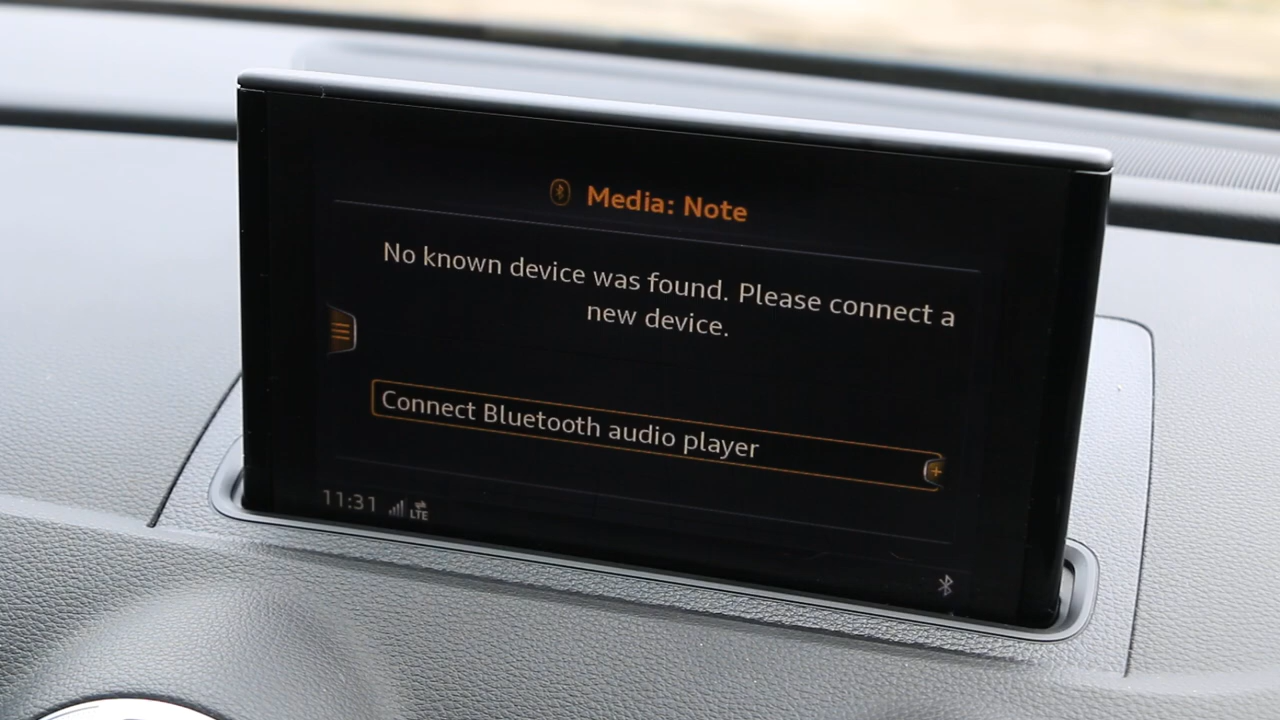 Media: Note
No known device was found. Please connect a
new device.
Connect Bluetooth audio player
11:31 LTE